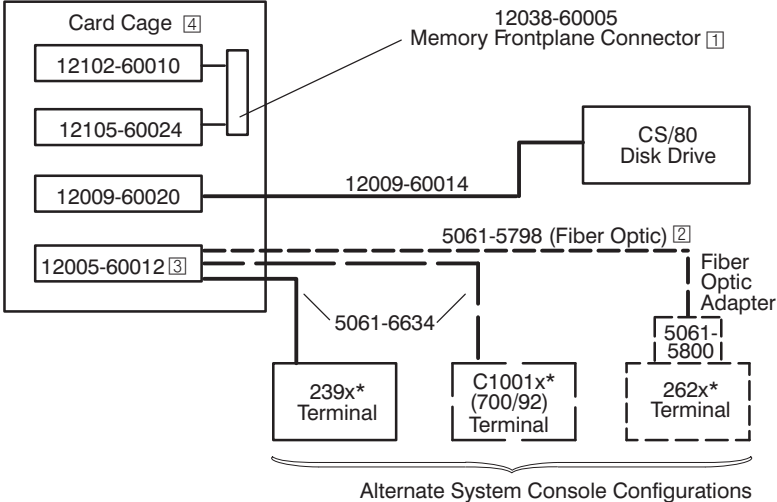 Card Cage 4
12038-60005
Memory Frontplane Connector 1
12102-60010
12105-60024
CS/80
Disk Drive
12009-60020
12009-60014
5061-5798 (Fiber Optic) 2
12005-60012 3
Fiber
Optic
Adapter
5061-6634
5061-
5800
239x*
Terminal
C1001x*
(700/92)
Terminal
262x*
Terminal
Alternate System Console Configurations